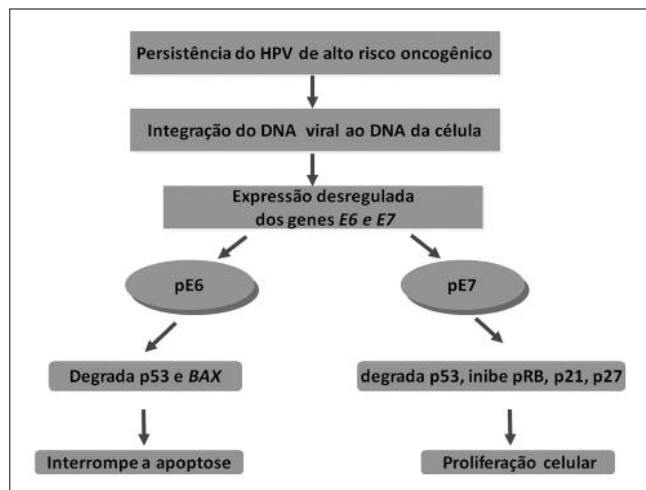 Persistência do HPV de alto risco oncogênico
Integração do DNA viral ao DNA da célula
Expressão desregulada
dos genes E6 e E7
pE6
pE7
Degrada p53 e BAX
degrada p53, inibe pRB, p21, p27
Interrompe a apoptose
Proliferação celular